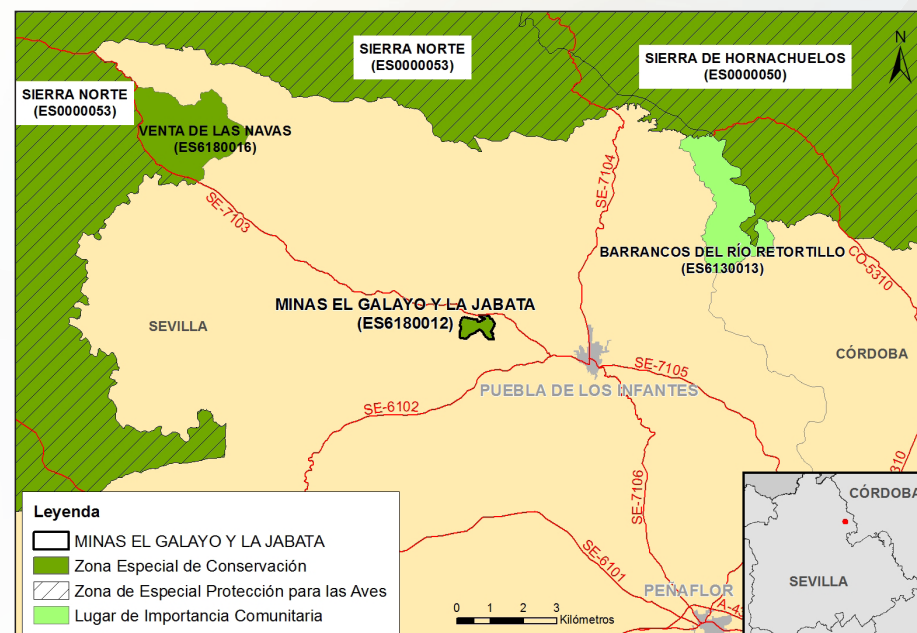 N
SIERRA NORTE
(ES0000053)
SIERRA DE HORNACHUELOS
(ES0000050)
SIERRA NORTE
(ES0000053)
VENTA DE LAS NAVAS
(ES6180016)
SE-7104
SE-7103
BARRANCOS DEL RÍO RETORTILLO
(ES6130013)
CO-5310
MINAS EL GALAYO Y LA JABATA
(ES6180012)
SEVILLA
CÓRDOBA
SE-7105
PUEBLA DE LOS INFANTES
SE-6102
310
SE-7106
CÓRDOBA
SEVILLA
SE-6101
PEÑAFLOR
Leyenda
MINAS EL GALAYO Y LA JABATA
Zona Especial de Conservación
Zona de Especial Protección para las Aves
Lugar de Importancia Comunitaria
0 1 2 3
Kilómetros